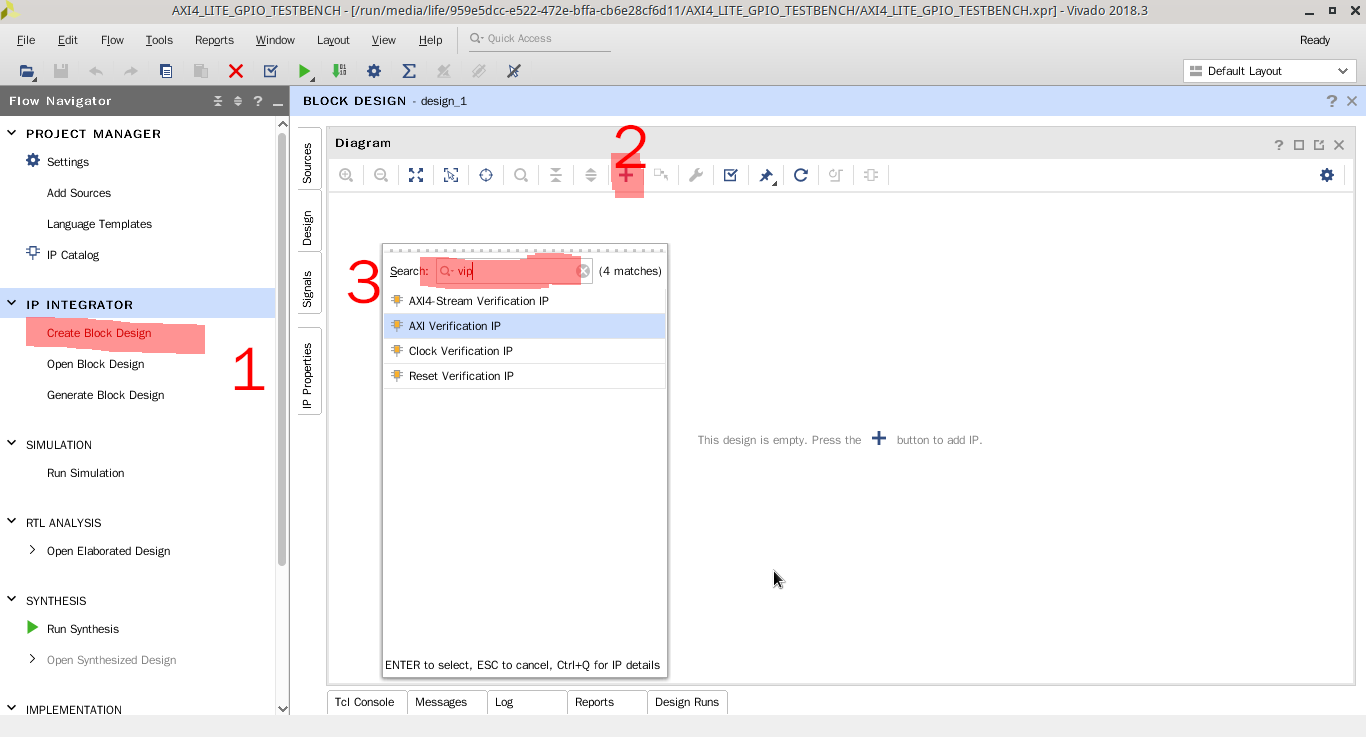 AXI4_LITE_GPIO_TESTBENCH - [/run/media/life/959e5dcc-e522-472e-bffa-cb6e28cf6d11/AXI4_LITE_GPIO_TESTBENCH/AXI4_LITE_GPIO_TESTBENCH.xpr] - Vivado 2018.3
File Edit Flow Tools Reports Window Layout View Help Quick Access Ready
Default Layout
Flow Navigator
BLOCK DESIGN - design_1
PROJECT MANAGER
Settings
Add Sources
Language Templates
IP Catalog
IP INTEGRATOR
Create Block Design
1
Open Block Design
Generate Block Design
SIMULATION
Run Simulation
RTL ANALYSIS
Open Elaborated Design
SYNTHESIS
Run Synthesis
Open Synthesized Design
IMPLEMENTATION
Sources
Design
Signals
IP Properties
Diagram
2
3
Search: vip (4 matches)
AXI4-Stream Verification IP
AXI Verification IP
Clock Verification IP
Reset Verification IP
ENTER to select, ESC to cancel, Ctrl+Q for IP details
This design is empty. Press the + button to add IP.
Tcl Console Messages Log Reports Design Runs